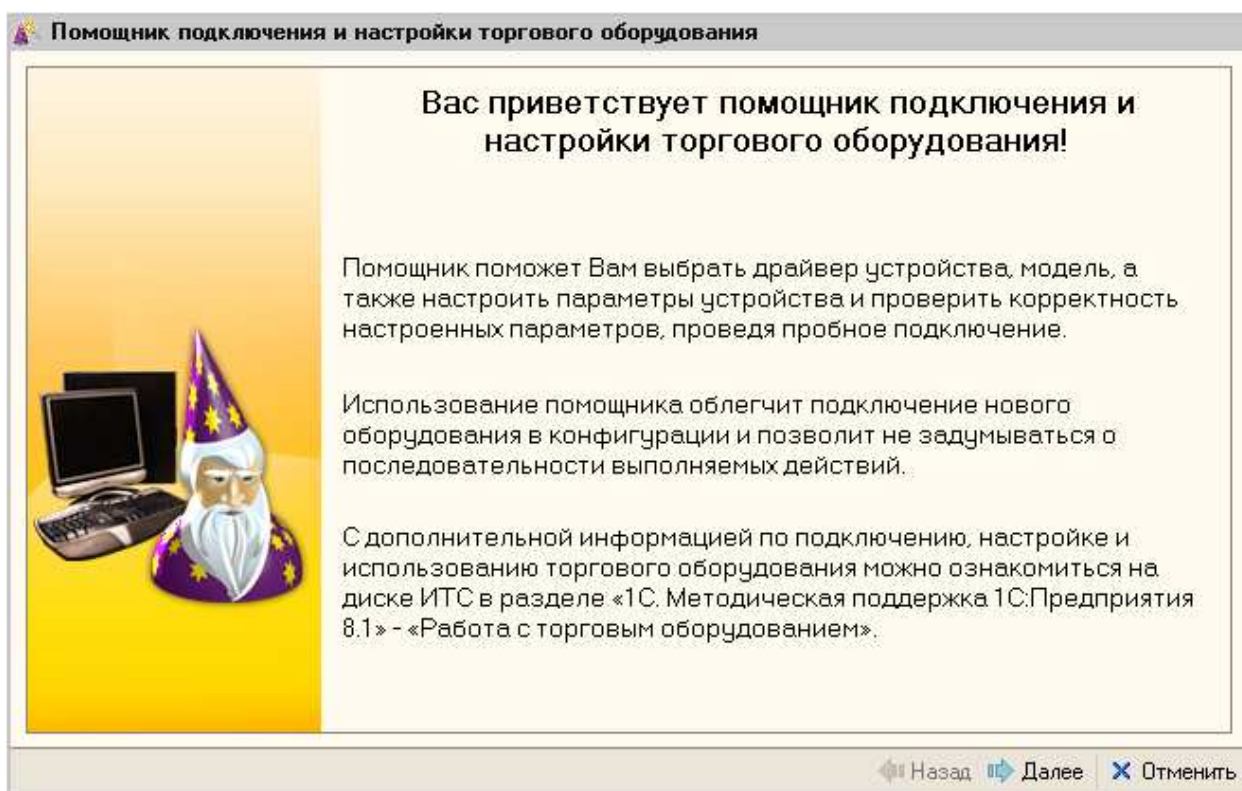 Помощник подключения и настройки торгового оборудования
Вас приветствует помощник подключения и
настройки торгового оборудования!
Помощник поможет Вам выбрать драйвер устройства, модель, а
также настроить параметры устройства и проверить корректность
настроенных параметров, проведя пробное подключение.
Использование помощника облегчит подключение нового
оборудования в конфигурации и позволит не задумываться о
последовательности выполняемых действий.
С дополнительной информацией по подключению, настройке и
использованию торгового оборудования можно ознакомиться на
диске ИТС в разделе «1С. Методическая поддержка 1С:Предприятия
8.1» - «Работа с торговым оборудованием».
Назад Далее Отменить